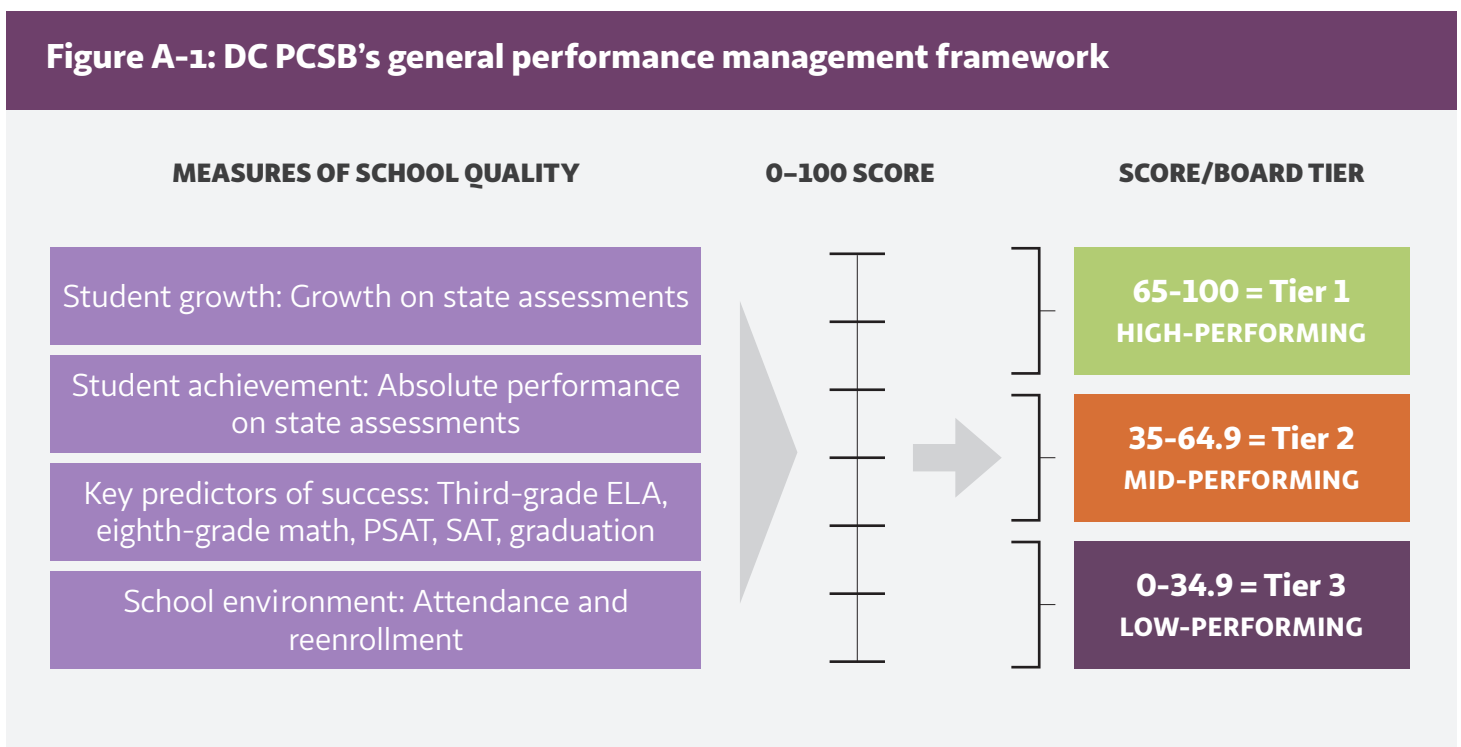 Figure A-1: DC PCSB's general performance management framework
MEASURES OF SCHOOL QUALITY
0–100 SCORE
SCORE/BOARD TIER
Student growth: Growth on state assessments
Student achievement: Absolute performance
on state assessments
Key predictors of success: Third-grade ELA,
eighth-grade math, PSAT, SAT, graduation
School environment: Attendance and
reenrollment
65-100 = Tier 1
HIGH-PERFORMING
35-64.9 = Tier 2
MID-PERFORMING
0-34.9 = Tier 3
LOW-PERFORMING